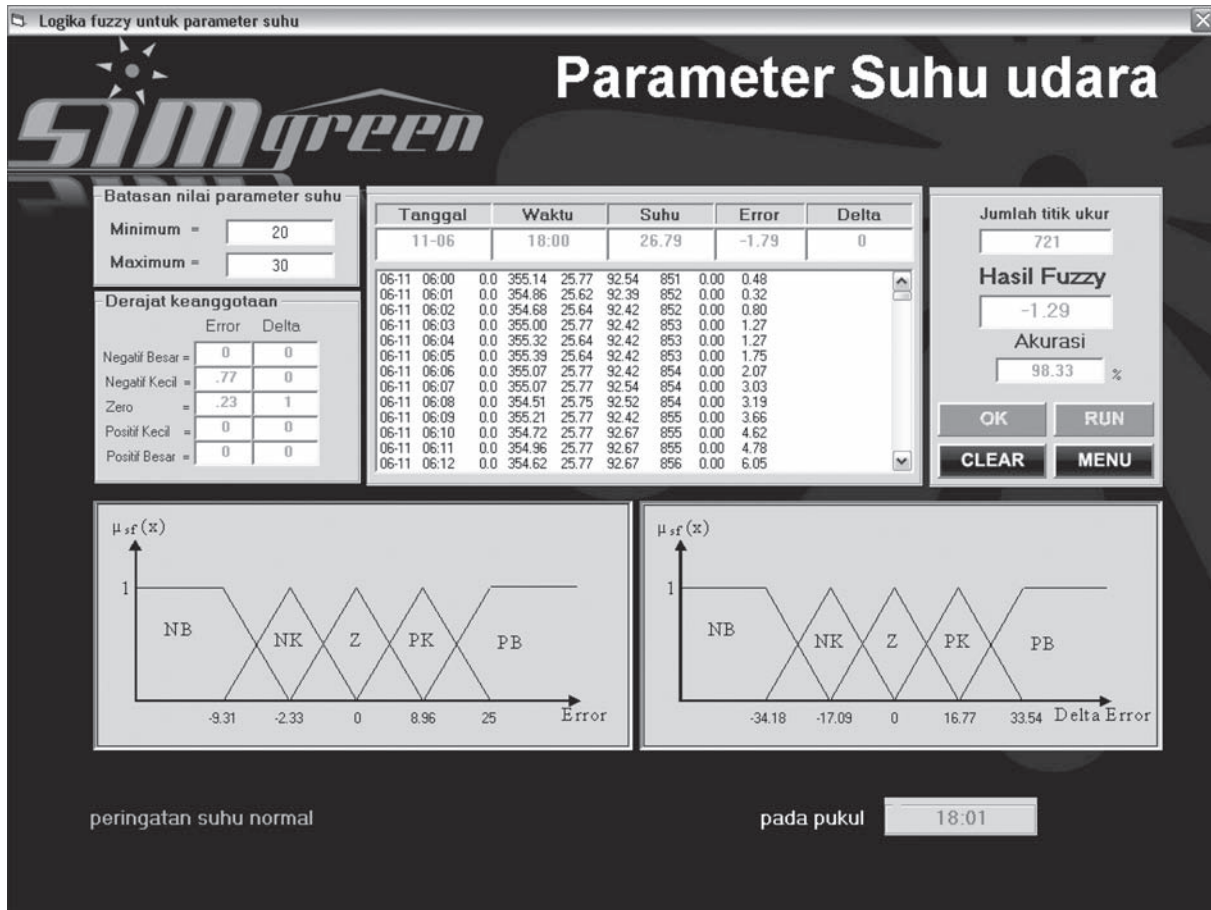 Logika fuzzy untuk parameter suhu
simgreen
Parameter Suhu udara
Batasan nilai parameter suhu
Minimum = 20
Maximum = 30
Derajat keanggotaan
Error Delta
Negatif Besar = 0 0
Negatif Kecil = .77 0
Zero = .23 1
Positif Kecil = 0 0
Positif Besar = 0 0
Tanggal Waktu Suhu Error Delta
11-06 18:00 26.79 -1.79 0
06-11 06:00 0.0 355.14 25.77 92.54 851 0.00 0.48
06-11 06:01 0.0 354.86 25.62 92.39 852 0.00 0.32
06-11 06:02 0.0 354.68 25.64 92.42 852 0.00 0.80
06-11 06:03 0.0 355.00 25.77 92.42 853 0.00 1.27
06-11 06:04 0.0 355.32 25.64 92.42 853 0.00 1.27
06-11 06:05 0.0 355.39 25.64 92.42 853 0.00 1.75
06-11 06:06 0.0 355.07 25.77 92.42 854 0.00 2.07
06-11 06:07 0.0 355.07 25.77 92.54 854 0.00 3.03
06-11 06:08 0.0 354.51 25.75 92.52 854 0.00 3.19
06-11 06:09 0.0 355.21 25.77 92.42 855 0.00 3.66
06-11 06:10 0.0 354.72 25.77 92.67 855 0.00 4.62
06-11 06:11 0.0 354.96 25.77 92.67 855 0.00 4.78
06-11 06:12 0.0 354.62 25.77 92.67 856 0.00 6.05
Jumlah titik ukur
721
Hasil Fuzzy
-1.29
Akurasi
98.33 %
OK RUN
CLEAR MENU
μsf(x)
1
NB NK Z PK PB
-9.31 -2.33 0 8.96 25 Error
μsf(x)
1
NB NK Z PK PB
-34.18 -17.09 0 16.77 33.54 Delta Error
peringatan suhu normal
pada pukul 18:01